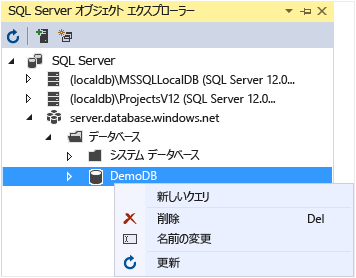 SQL Server オブジェクト エクスプローラー
SQL Server
(localdb)\MSSQLLocalDB (SQL Server 12.0...
(localdb)\ProjectsV12 (SQL Server 12.0...
server.database.windows.net
データベース
システム データベース
DemoDB
新しいクエリ
削除 Del
名前の変更
更新